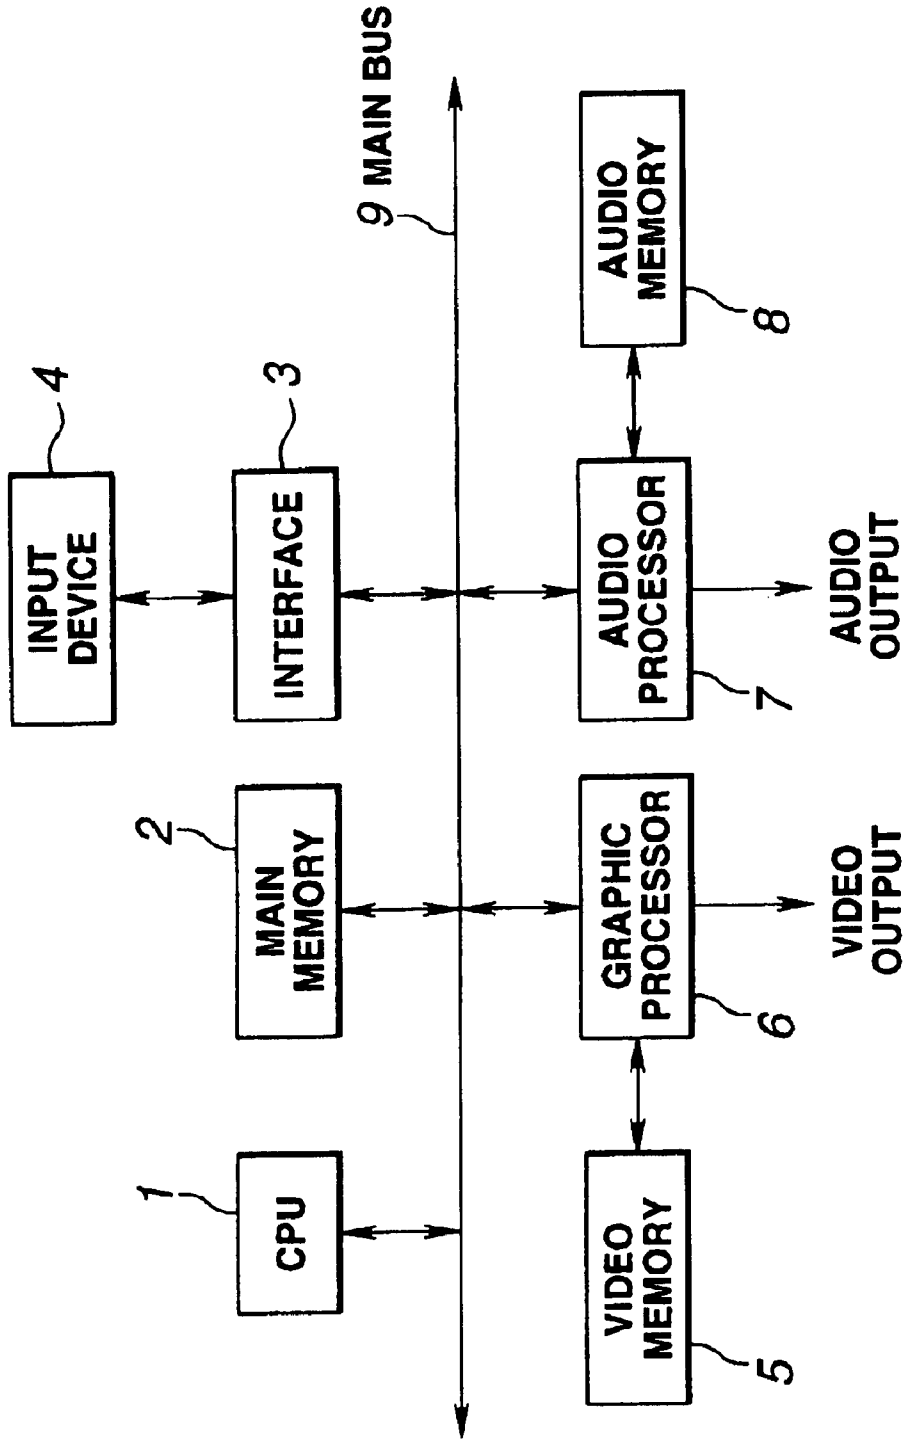 4
INPUT
DEVICE
1
CPU
2
MAIN
MEMORY
3
INTERFACE
9 MAIN BUS
VIDEO
MEMORY
5
GRAPHIC
PROCESSOR
6
AUDIO
PROCESSOR
7
AUDIO
MEMORY
8
VIDEO
OUTPUT
AUDIO
OUTPUT